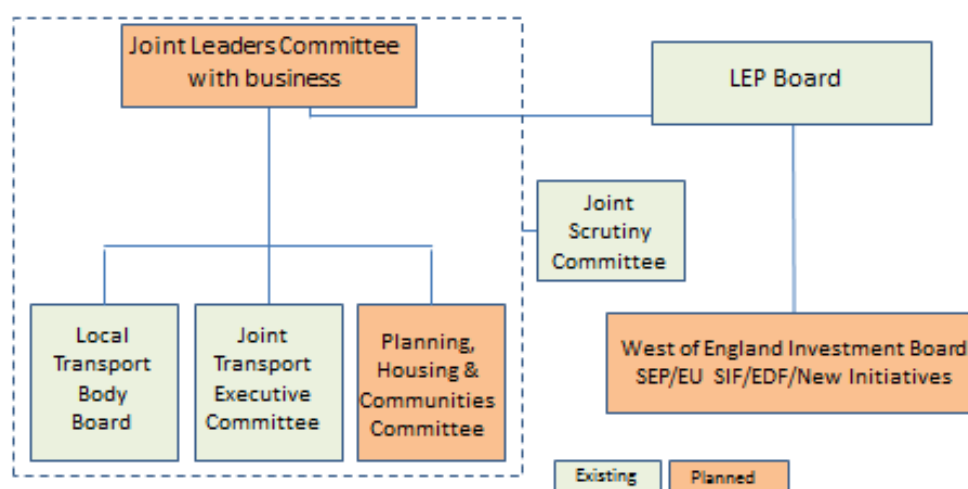 Joint Leaders Committee
with business
LEP Board
Joint
Scrutiny
Committee
Local
Transport
Body
Board
Joint
Transport
Executive
Committee
Planning,
Housing &
Communities
Committee
West of England Investment Board
SEP/EU SIF/EDF/New Initiatives
Existing
Planned